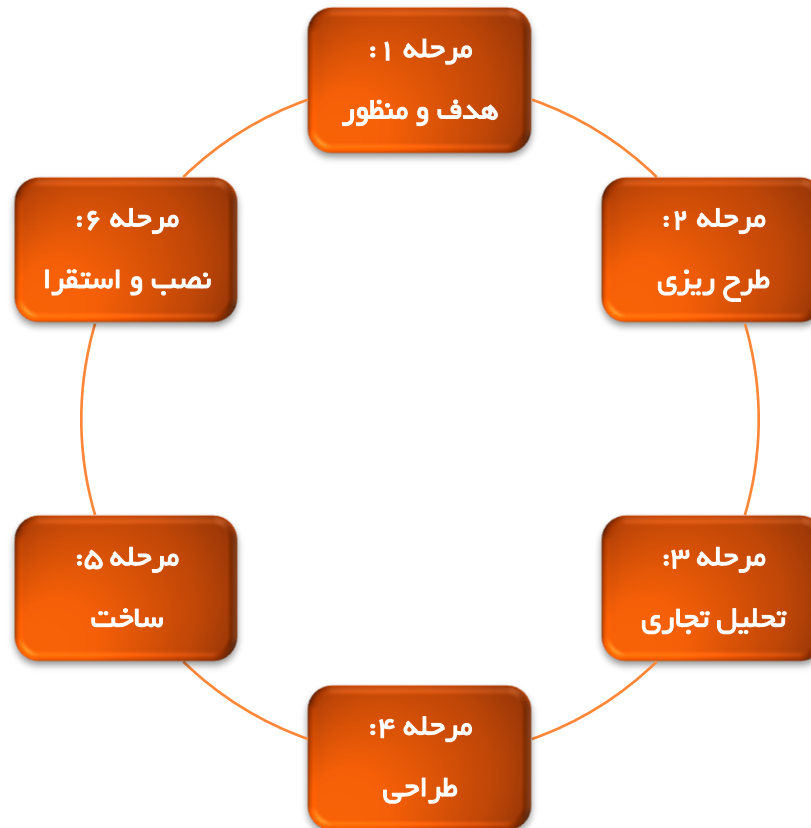 مرحله ۱:
هدف و منظور
مرحله ۲:
طرح ریزی
مرحله ۳:
تحلیل تجاری
مرحله ۴:
طراحی
مرحله ۵:
ساخت
مرحله ۶:
نصب و استقرا